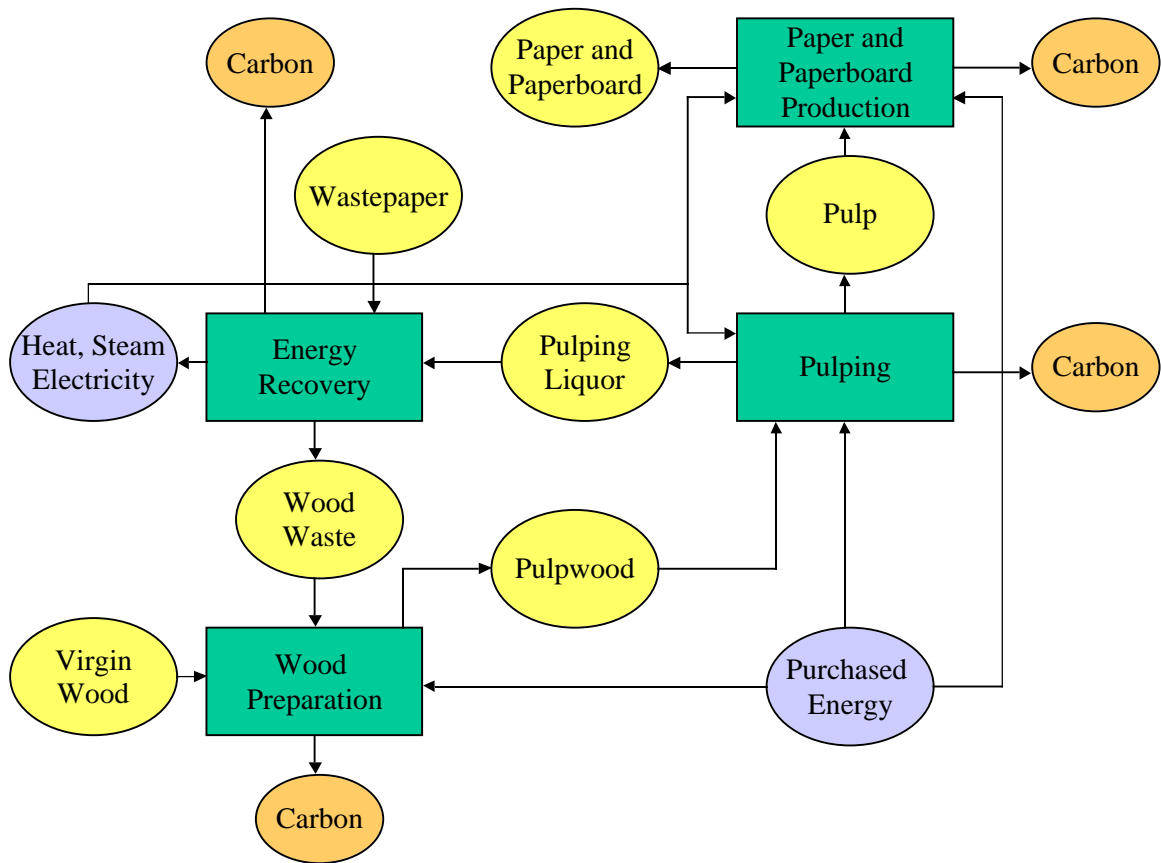 Carbon
Paper and
Paperboard
Paper and
Paperboard
Production
Carbon
Wastepaper
Pulp
Heat, Steam
Electricity
Energy
Recovery
Pulping
Liquor
Pulping
Carbon
Wood
Waste
Pulpwood
Virgin
Wood
Wood
Preparation
Purchased
Energy
Carbon